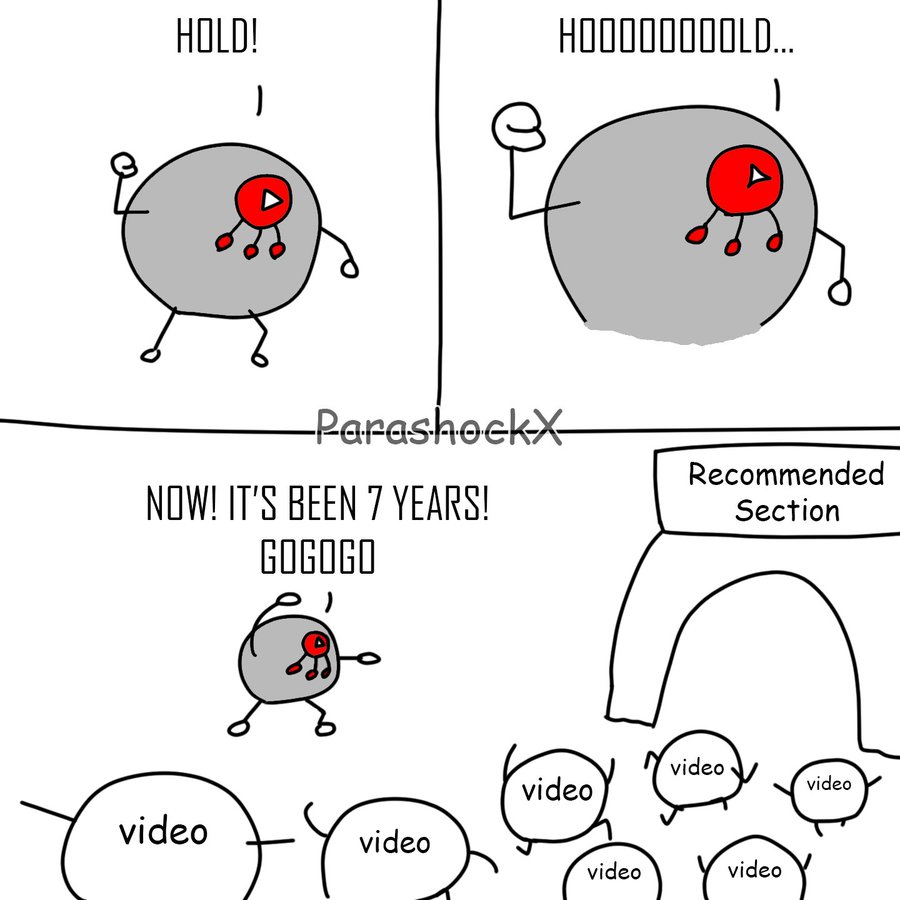 HOLD!
HOOOOOOOOLD...
ParashockX
NOW! IT'S BEEN 7 YEARS!
GOGOGO
Recommended
Section
video
video
video
video
video
video
video